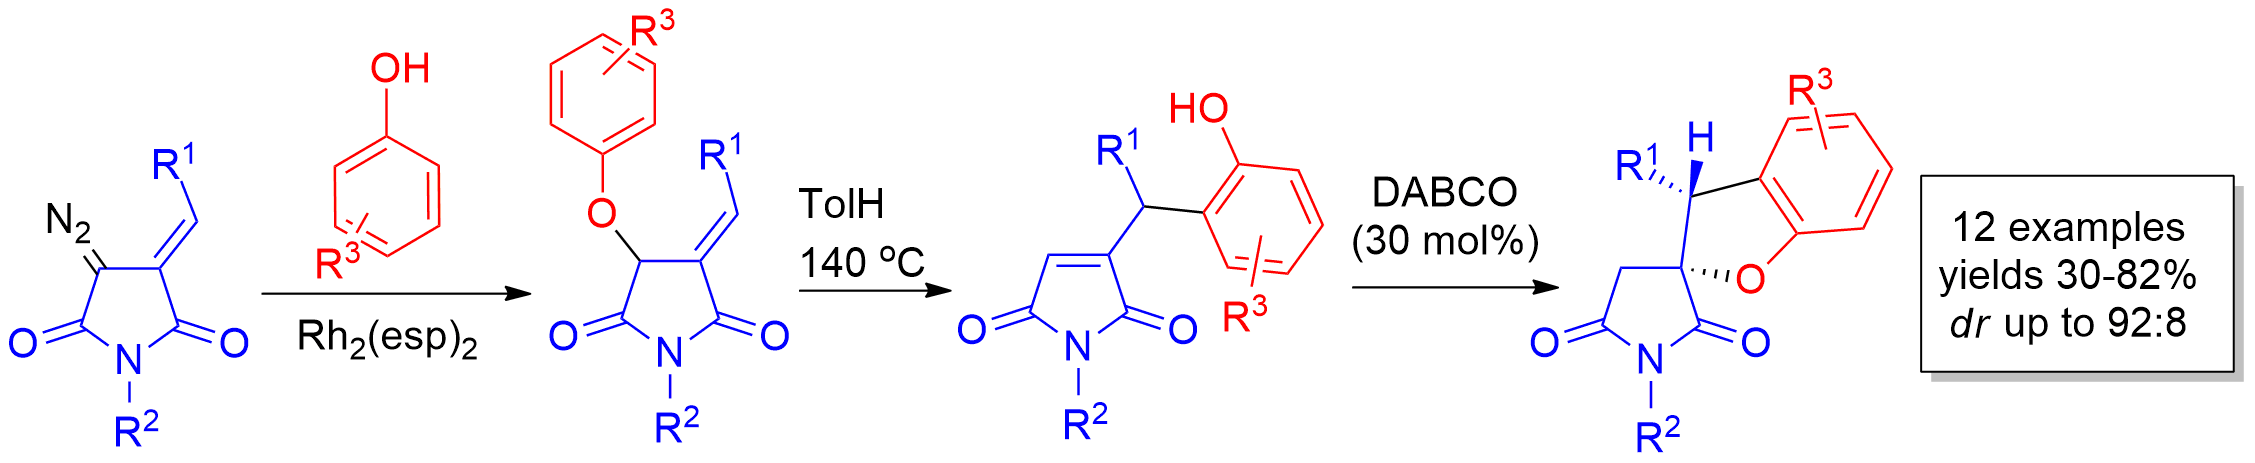 N₂
R¹
O
O
N
R²
OH
R³
Rh₂(esp)₂
R³
O
R¹
O
O
N
R²
TolH
140 ºC
HO
R¹
R³
O
O
N
R²
DABCO
(30 mol%)
R³
H
R¹
O
O
O
N
R²
12 examples
yields 30-82%
dr up to 92:8